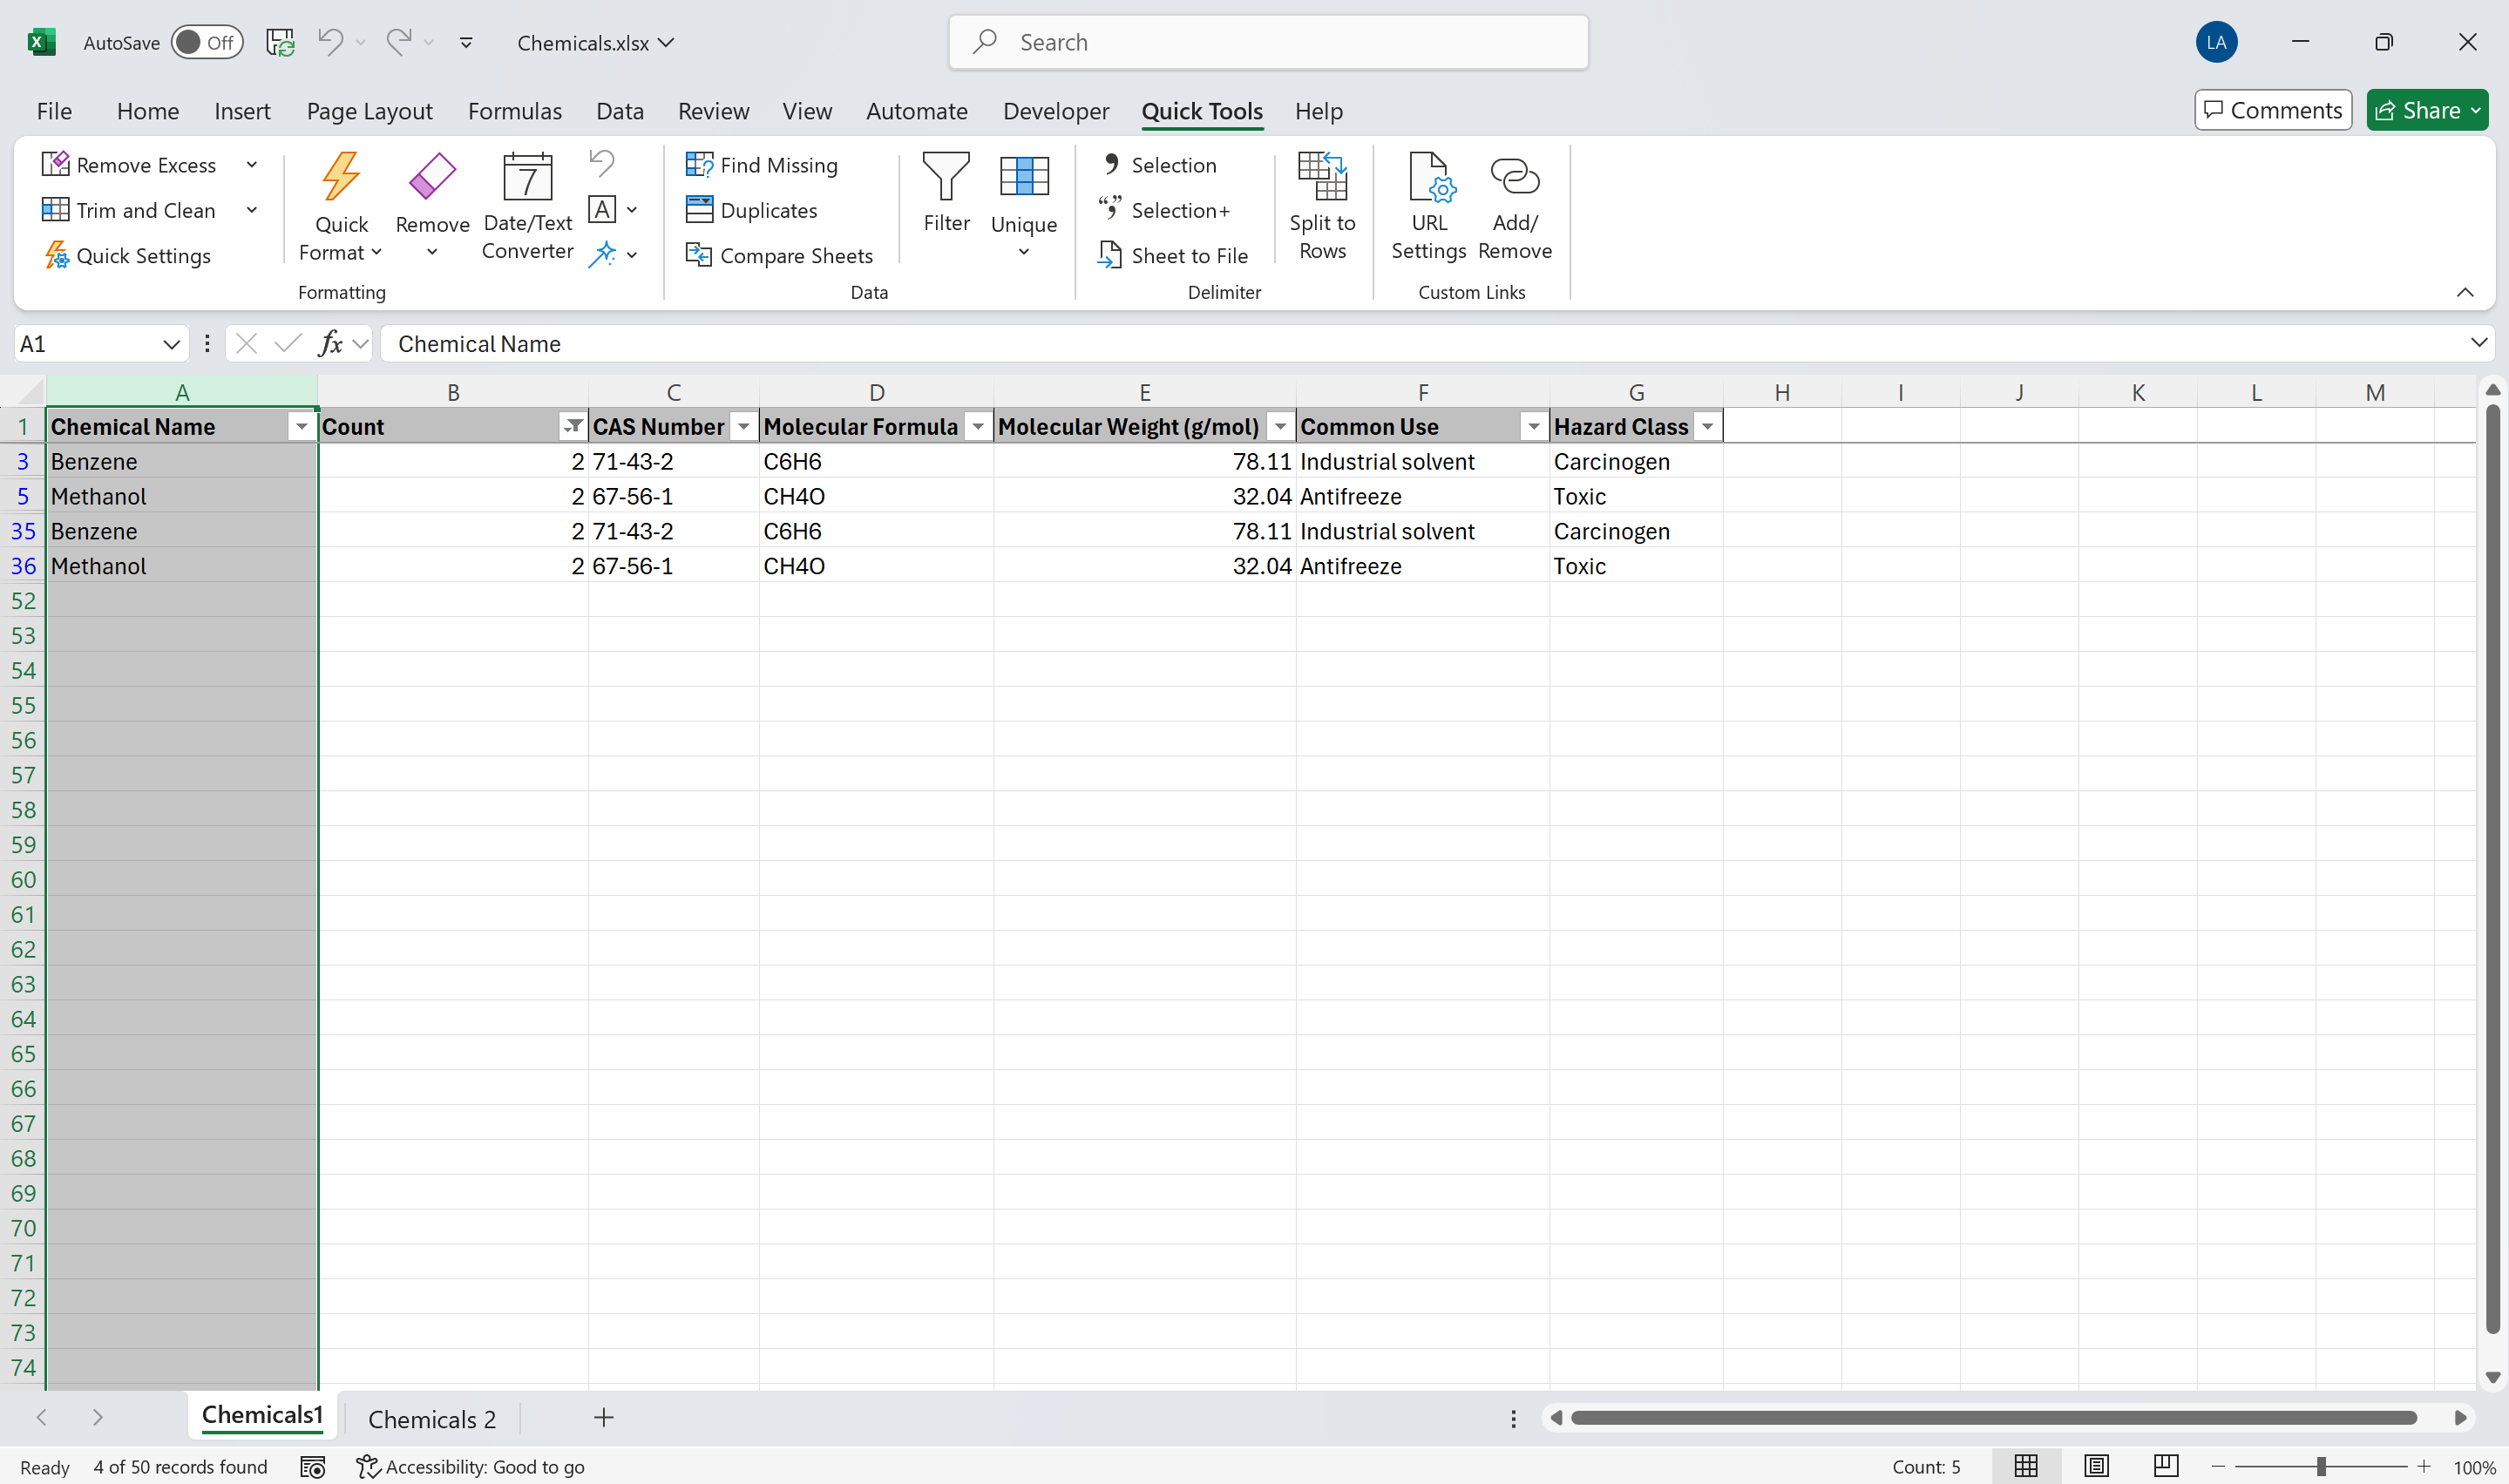 AutoSave Off Chemicals.xlsx Search LA
File Home Insert Page Layout Formulas Data Review View Automate Developer Quick Tools Help Comments Share
Remove Excess
Trim and Clean
Quick Settings
Quick Format
Remove
Date/Text Converter
A
Formatting
Find Missing
Duplicates
Compare Sheets
Filter
Unique
Data
Selection
Selection+
Sheet to File
Split to Rows
Delimiter
URL Settings
Add/ Remove
Custom Links
A1 fx Chemical Name
A B C D E F G H I J K L M
1 Chemical Name Count CAS Number Molecular Formula Molecular Weight (g/mol) Common Use Hazard Class
3 Benzene 2 71-43-2 C6H6 78.11 Industrial solvent Carcinogen
5 Methanol 2 67-56-1 CH4O 32.04 Antifreeze Toxic
35 Benzene 2 71-43-2 C6H6 78.11 Industrial solvent Carcinogen
36 Methanol 2 67-56-1 CH4O 32.04 Antifreeze Toxic
52
53
54
55
56
57
58
59
60
61
62
63
64
65
66
67
68
69
70
71
72
73
74
Chemicals1 Chemicals 2
Ready 4 of 50 records found Accessibility: Good to go Count: 5 100%